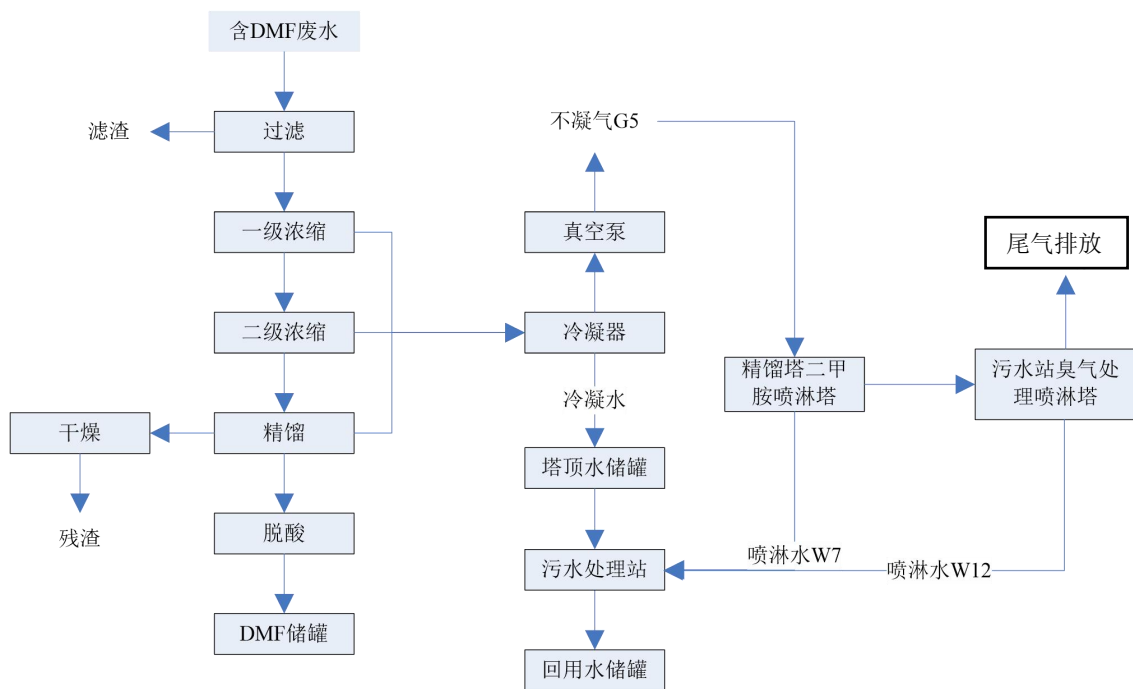 含DMF废水
滤渣
过滤
不凝气G5
一级浓缩
真空泵
尾气排放
二级浓缩
冷凝器
精馏塔二甲
胺喷淋塔
污水站臭气处
理喷淋塔
冷凝水
干燥
精馏
塔顶水储罐
残渣
脱酸
污水处理站
喷淋水W7
喷淋水W12
DMF储罐
回用水储罐